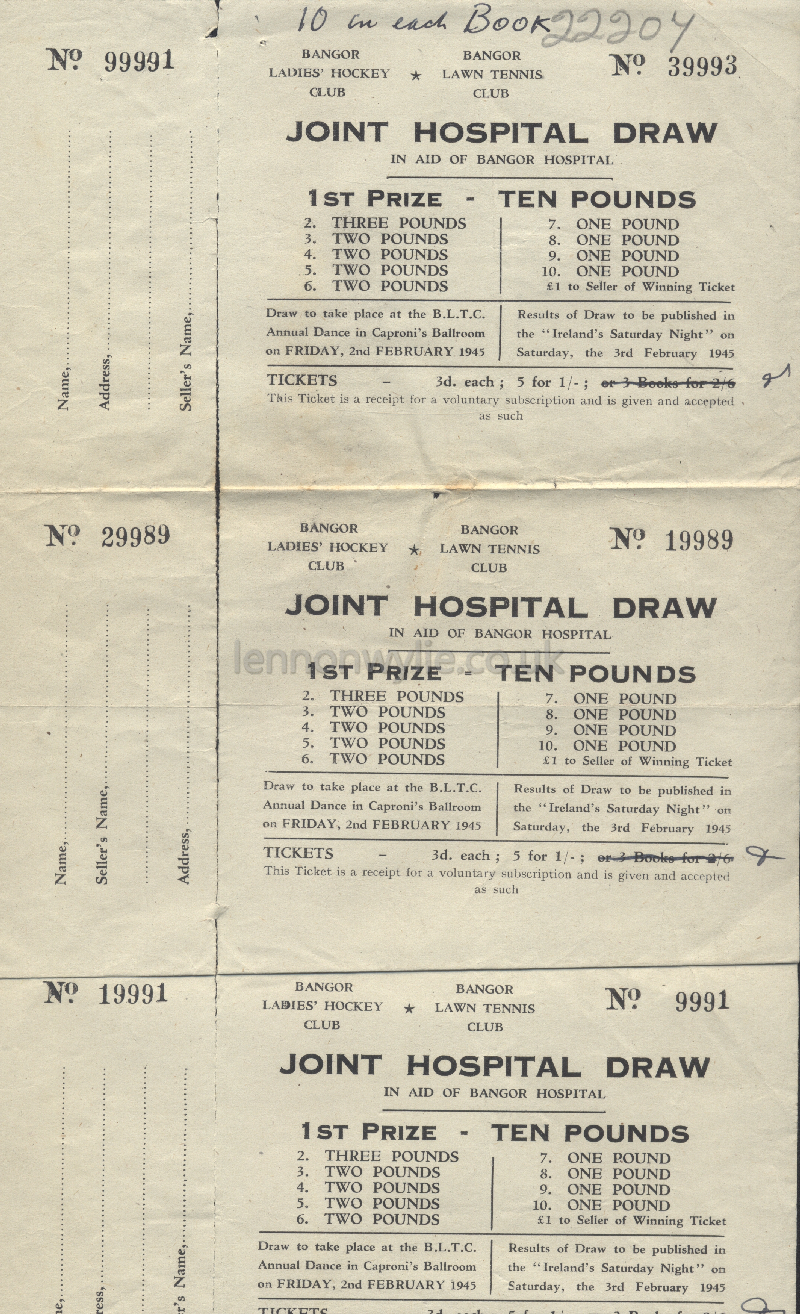 10 in each Book 22204
No. 99991
Name,
Address,
Seller's Name,
BANGOR LADIES' HOCKEY CLUB ★ BANGOR LAWN TENNIS CLUB
No. 39993
JOINT HOSPITAL DRAW
IN AID OF BANGOR HOSPITAL
1ST PRIZE - TEN POUNDS
2. THREE POUNDS
3. TWO POUNDS
4. TWO POUNDS
5. TWO POUNDS
6. TWO POUNDS
7. ONE POUND
8. ONE POUND
9. ONE POUND
10. ONE POUND
£1 to Seller of Winning Ticket
Draw to take place at the B.L.T.C.
Annual Dance in Caproni's Ballroom
on FRIDAY, 2nd FEBRUARY 1945
Results of Draw to be published in
the "Ireland's Saturday Night" on
Saturday, the 3rd February 1945
TICKETS – 3d. each ; 5 for 1/- ; or 3 Books for 2/6
This Ticket is a receipt for a voluntary subscription and is given and accepted
as such
No. 29989
Name,
Seller's Name,
Address,
BANGOR LADIES' HOCKEY CLUB ★ BANGOR LAWN TENNIS CLUB
No. 19989
JOINT HOSPITAL DRAW
IN AID OF BANGOR HOSPITAL
lennonwylie.co.uk
1ST PRIZE - TEN POUNDS
2. THREE POUNDS
3. TWO POUNDS
4. TWO POUNDS
5. TWO POUNDS
6. TWO POUNDS
7. ONE POUND
8. ONE POUND
9. ONE POUND
10. ONE POUND
£1 to Seller of Winning Ticket
Draw to take place at the B.L.T.C.
Annual Dance in Caproni's Ballroom
on FRIDAY, 2nd FEBRUARY 1945
Results of Draw to be published in
the "Ireland's Saturday Night" on
Saturday, the 3rd February 1945
TICKETS – 3d. each ; 5 for 1/- ; or 3 Books for 2/6
This Ticket is a receipt for a voluntary subscription and is given and accepted
as such
No. 19991
BANGOR LADIES' HOCKEY CLUB ★ BANGOR LAWN TENNIS CLUB
No. 9991
JOINT HOSPITAL DRAW
IN AID OF BANGOR HOSPITAL
1ST PRIZE - TEN POUNDS
2. THREE POUNDS
3. TWO POUNDS
4. TWO POUNDS
5. TWO POUNDS
6. TWO POUNDS
7. ONE POUND
8. ONE POUND
9. ONE POUND
10. ONE POUND
£1 to Seller of Winning Ticket
Draw to take place at the B.L.T.C.
Annual Dance in Caproni's Ballroom
on FRIDAY, 2nd FEBRUARY 1945
Results of Draw to be published in
the "Ireland's Saturday Night" on
Saturday, the 3rd February 1945